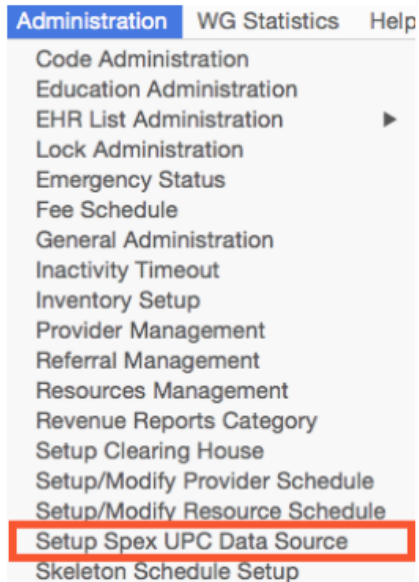 Administration WG Statistics Help
Code Administration
Education Administration
EHR List Administration
Lock Administration
Emergency Status
Fee Schedule
General Administration
Inactivity Timeout
Inventory Setup
Provider Management
Referral Management
Resources Management
Revenue Reports Category
Setup Clearing House
Setup/Modify Provider Schedule
Setup/Modify Resource Schedule
Setup Spex UPC Data Source
Skeleton Schedule Setup